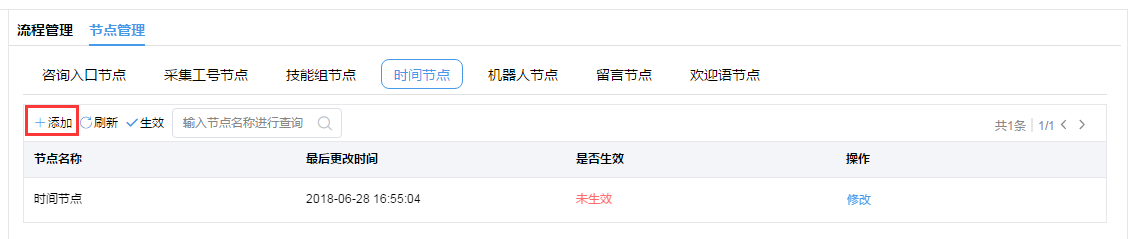 流程管理 节点管理
咨询入口节点 采集工号节点 技能组节点 时间节点 机器人节点 留言节点 欢迎语节点
添加 刷新 生效 输入节点名称进行查询 共1条 1/1
节点名称 最后更改时间 是否生效 操作
时间节点 2018-06-28 16:55:04 未生效 修改